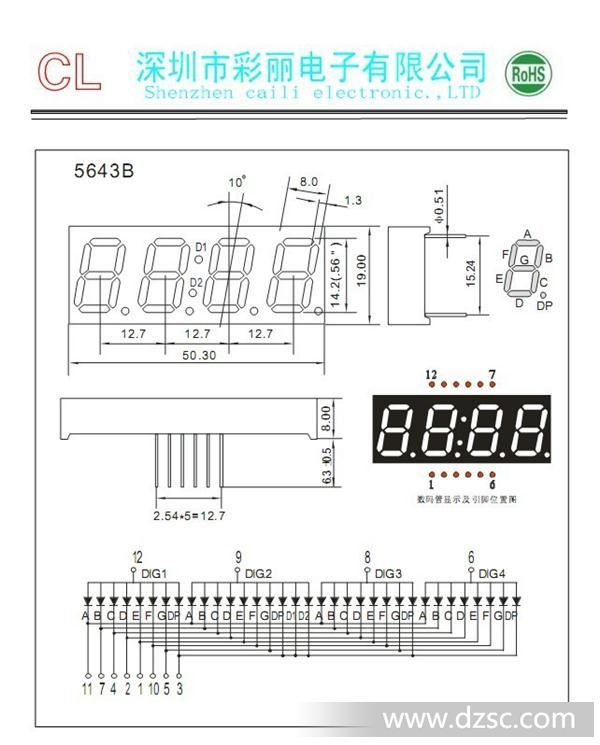 CL 深圳市彩丽电子有限公司 RoHS
Shenzhen caili electronic.,LTD
5643B
10° 8.0
1.3
Φ0.51
D1
D2
14.2(.56")
19.00
15.24
A
F G B
E C
D DP
12.7 12.7 12.7
50.30
8.00
6.3±0.5
2.54*5=12.7
12 7
1 6
数码管显示及引脚位置图
12 9 8 6
DIG1 DIG2 DIG3 DIG4
A B C D E F G DP A B C D E F G DP D1 D2 A B C D E F G DP A B C D E F G DP
11 7 4 2 1 10 5 3
www.dzsc.com